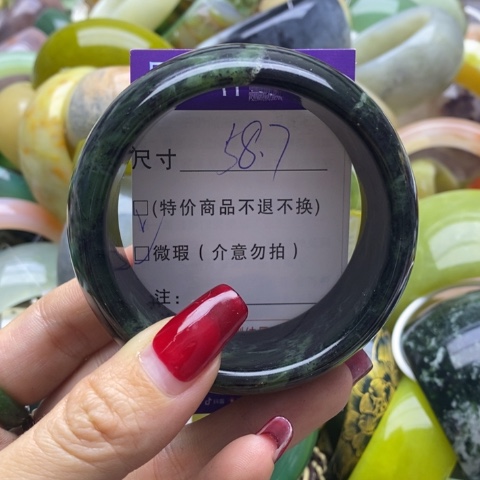 尺寸 58.7
□(特价商品不退不换)
□微瑕(介意勿拍)
注: